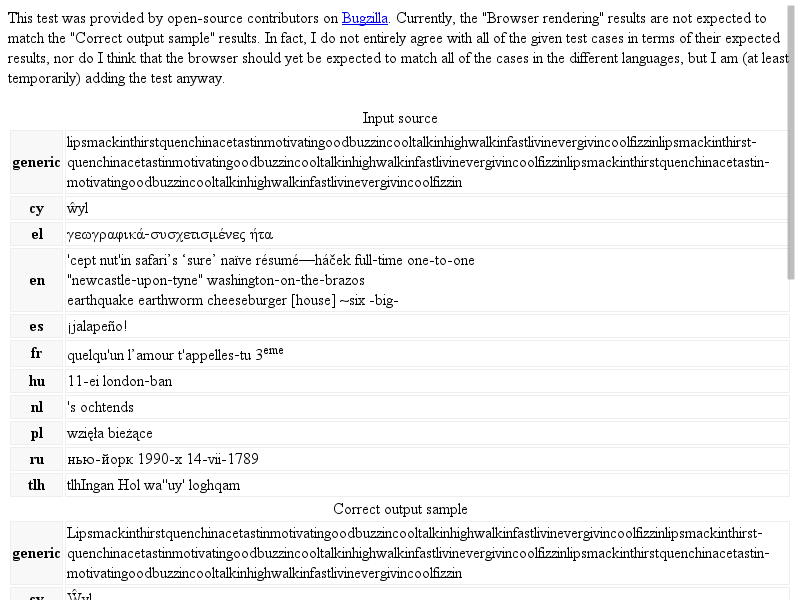 This test was provided by open-source contributors on Bugzilla. Currently, the "Browser rendering" results are not expected to
match the "Correct output sample" results. In fact, I do not entirely agree with all of the given test cases in terms of their expected
results, nor do I think that the browser should yet be expected to match all of the cases in the different languages, but I am (at least
temporarily) adding the test anyway.
Input source
generic
lipsmackinthirstquenchinacetastinmotivatingoodbuzzincooltalkinhighwalkinfastlivinevergivincoolfizzinlipsmackinthirst-
quenchinacetastinmotivatingoodbuzzincooltalkinhighwalkinfastlivinevergivincoolfizzinlipsmackinthirstquenchinacetastin-
motivatingoodbuzzincooltalkinhighwalkinfastlivinevergivincoolfizzin
cy ŵyl
el γεωγραφικά-συσχετισμένες ήτα
en
'cept nut'in safari's ‘sure’ naïve résumé—háček full-time one-to-one
"newcastle-upon-tyne" washington-on-the-brazos
earthquake earthworm cheeseburger [house] ~six -big-
es ¡jalapeño!
fr quelqu'un l’amour t'appelles-tu 3eme
hu 11-ei london-ban
nl 's ochtends
pl wzięła bieżące
ru нью-йорк 1990-х 14-vii-1789
tlh tlhIngan Hol wa''uy' loghqam
Correct output sample
generic
Lipsmackinthirstquenchinacetastinmotivatingoodbuzzincooltalkinhighwalkinfastlivinevergivincoolfizzinlipsmackinthirst-
quenchinacetastinmotivatingoodbuzzincooltalkinhighwalkinfastlivinevergivincoolfizzinlipsmackinthirstquenchinacetastin-
motivatingoodbuzzincooltalkinhighwalkinfastlivinevergivincoolfizzin
cy Ŵyl